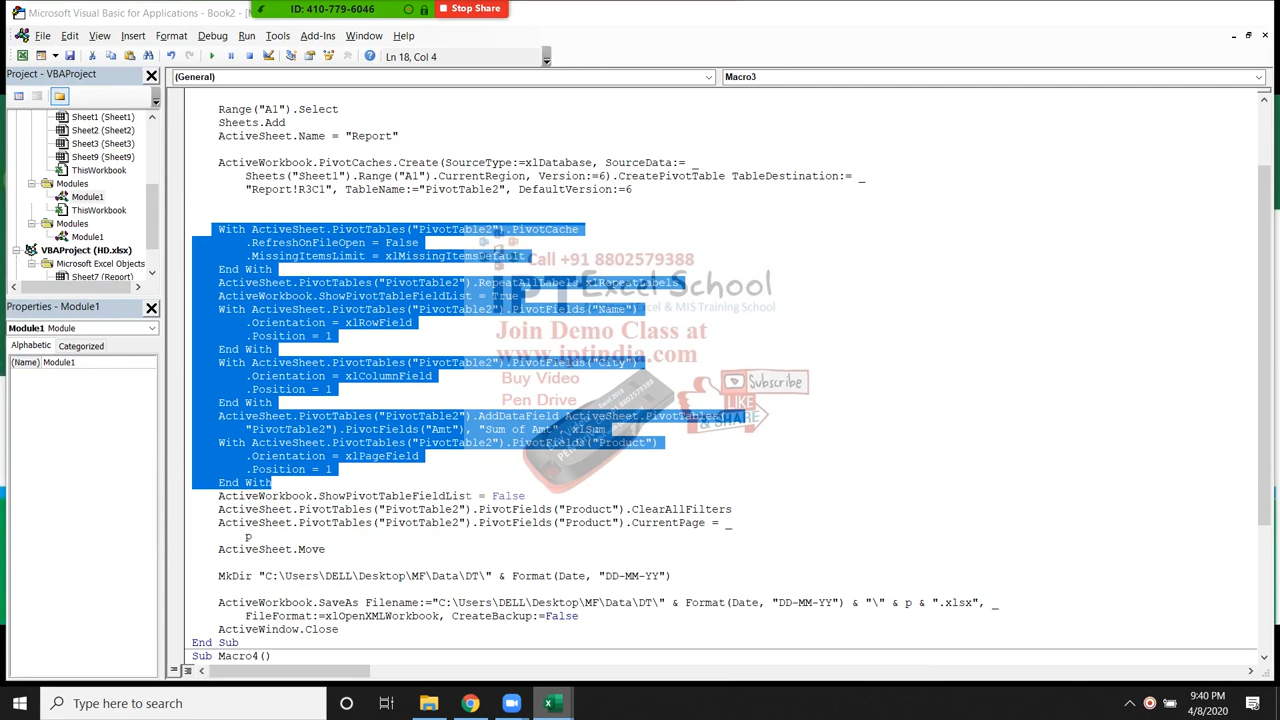 Microsoft Visual Basic for Applications - Book2 - [
ID: 410-779-6046
Stop Share
File Edit View Insert Format Debug Run Tools Add-Ins Window Help
Ln 18, Col 4
Project - VBAProject
(General)
Macro3
Sheet1 (Sheet1)
Sheet2 (Sheet2)
Sheet3 (Sheet3)
Sheet9 (Sheet9)
ThisWorkbook
Modules
Module1
ThisWorkbook
Modules
Module1
VBAProject (HD.xlsx)
Microsoft Excel Objects
Sheet7 (Report)
Properties - Module1
Module1 Module
Alphabetic
Categorized
(Name) Module1
Range("A1").Select
Sheets.Add
ActiveSheet.Name = "Report"
ActiveWorkbook.PivotCaches.Create(SourceType:=xlDatabase, SourceData:= _
Sheets("Sheet1").Range("A1").CurrentRegion, Version:=6).CreatePivotTable TableDestination:= _
"Report!R3C1", TableName:="PivotTable2", DefaultVersion:=6
With ActiveSheet.PivotTables("PivotTable2").PivotCache
.RefreshOnFileOpen = False
.MissingItemsLimit = xlMissingItemsDefault
End With
ActiveSheet.PivotTables("PivotTable2").RepeatAllLabels xlRepeatLabels
ActiveWorkbook.ShowPivotTableFieldList = True
With ActiveSheet.PivotTables("PivotTable2").PivotFields("Name")
.Orientation = xlRowField
.Position = 1
End With
With ActiveSheet.PivotTables("PivotTable2").PivotFields("City")
.Orientation = xlColumnField
.Position = 1
End With
ActiveSheet.PivotTables("PivotTable2").AddDataField ActiveSheet.PivotTables( _
"PivotTable2").PivotFields("Amt"), "Sum of Amt", xlSum
With ActiveSheet.PivotTables("PivotTable2").PivotFields("Product")
.Orientation = xlPageField
.Position = 1
End With
ActiveWorkbook.ShowPivotTableFieldList = False
ActiveSheet.PivotTables("PivotTable2").PivotFields("Product").ClearAllFilters
ActiveSheet.PivotTables("PivotTable2").PivotFields("Product").CurrentPage = _
p
ActiveSheet.Move
MkDir "C:\Users\DELL\Desktop\MF\Data\DT\" & Format(Date, "DD-MM-YY")
ActiveWorkbook.SaveAs Filename:="C:\Users\DELL\Desktop\MF\Data\DT\" & Format(Date, "DD-MM-YY") & "\" & p & ".xlsx", _
FileFormat:=xlOpenXMLWorkbook, CreateBackup:=False
ActiveWindow.Close
End Sub
Sub Macro4()
Call +91 8802579388
IPT Excel School
Excel & MIS Training School
Join Demo Class at
www.iptindia.com
Buy Video
Pen Drive
Subscribe
LIKE
& SHARE
Type here to search
9:40 PM
4/8/2020